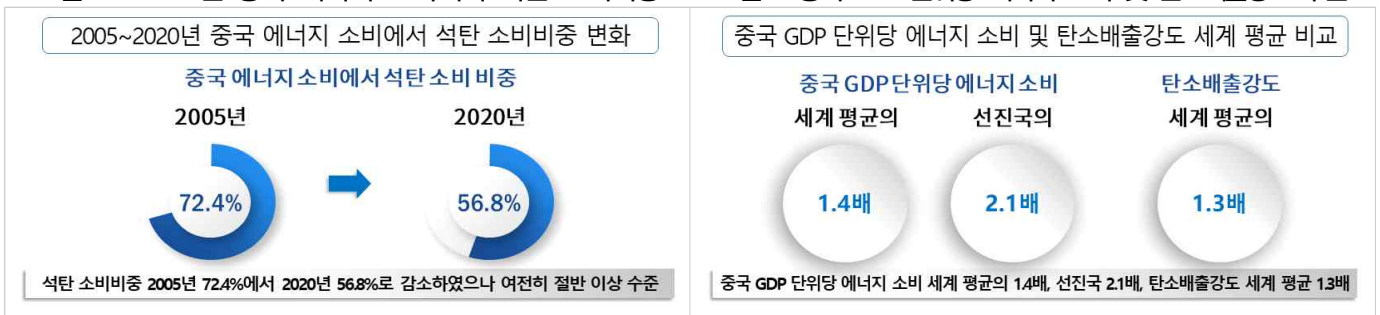 2005~2020년 중국 에너지 소비에서 석탄 소비비중 변화
중국 에너지 소비에서 석탄 소비 비중
2005년
2020년
72.4%
56.8%
석탄 소비비중 2005년 72.4%에서 2020년 56.8%로 감소하였으나 여전히 절반 이상 수준
중국 GDP 단위당 에너지 소비 및 탄소배출강도 세계 평균 비교
중국 GDP 단위당 에너지 소비
탄소배출강도
세계 평균의
선진국의
세계 평균의
1.4배
2.1배
1.3배
중국 GDP 단위당 에너지 소비 세계 평균의 1.4배, 선진국 2.1배, 탄소배출강도 세계 평균 1.3배